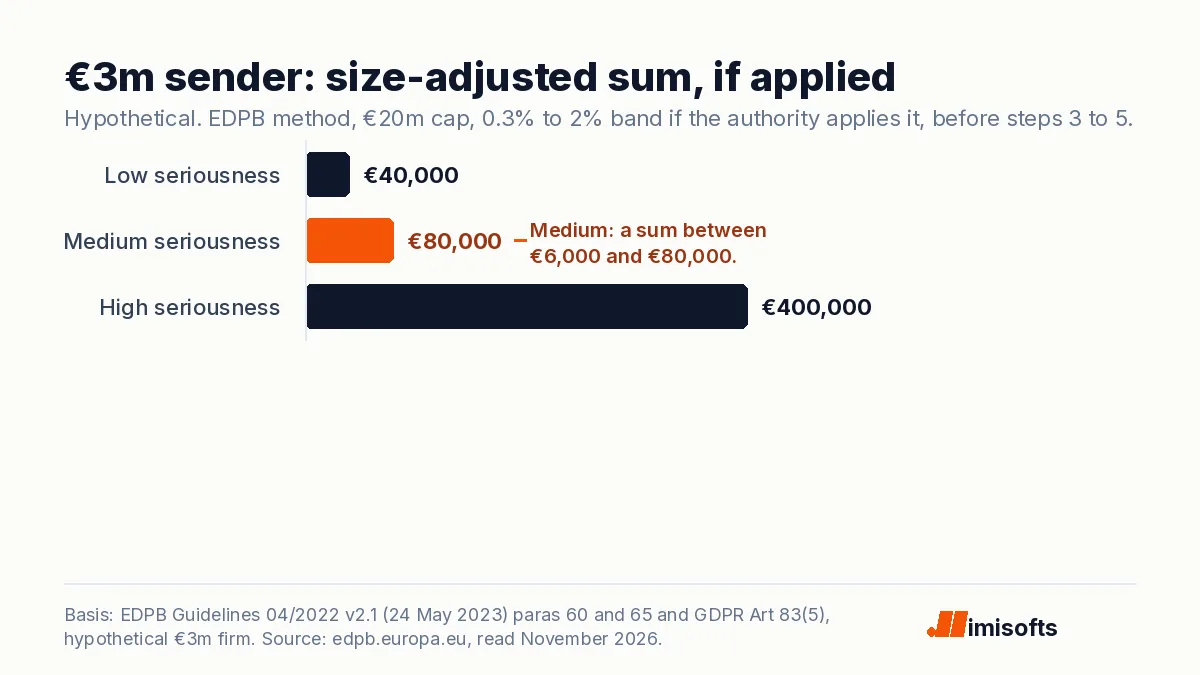 €3m sender: size-adjusted sum, if applied
Hypothetical. EDPB method, €20m cap, 0.3% to 2% band if the authority applies it, before steps 3 to 5.
Low seriousness €40,000
Medium seriousness €80,000 Medium: a sum between
€6,000 and €80,000.
High seriousness €400,000
Basis: EDPB Guidelines 04/2022 v2.1 (24 May 2023) paras 60 and 65 and GDPR Art 83(5),
hypothetical €3m firm. Source: edpb.europa.eu, read November 2026.
imisofts